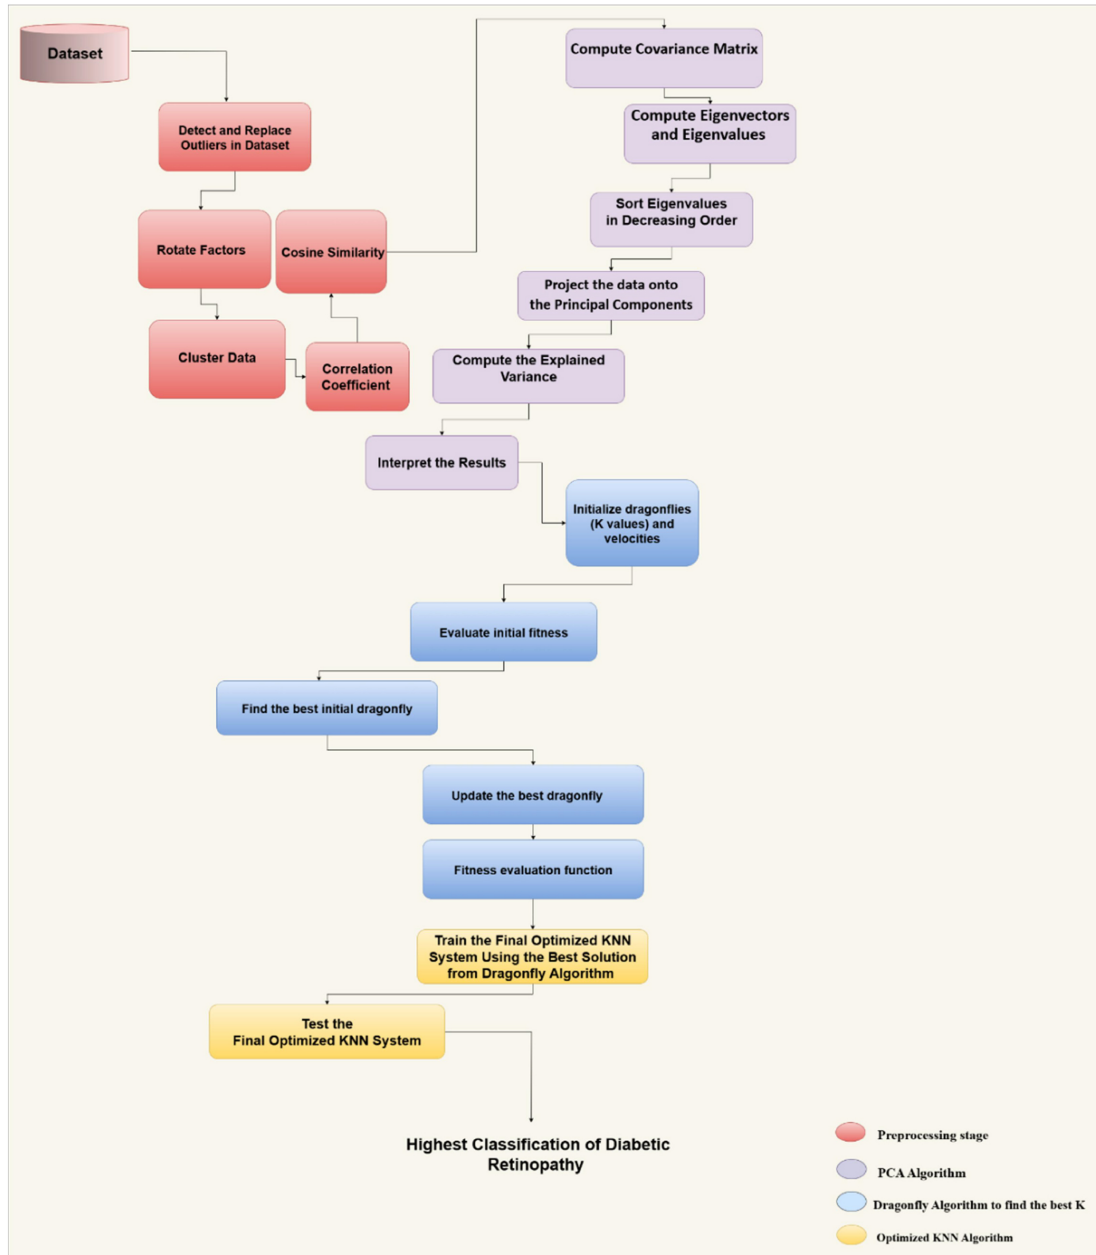 Dataset
Detect and Replace
Outliers in Dataset
Rotate Factors
Cluster Data
Correlation
Coefficient
Cosine Similarity
Compute Covariance Matrix
Compute Eigenvectors
and Eigenvalues
Sort Eigenvalues
in Decreasing Order
Project the data onto
the Principal Components
Compute the Explained
Variance
Interpret the Results
Initialize dragonflies
(K values) and
velocities
Evaluate initial fitness
Find the best initial dragonfly
Update the best dragonfly
Fitness evaluation function
Train the Final Optimized KNN
System Using the Best Solution
from Dragonfly Algorithm
Test the
Final Optimized KNN System
Highest Classification of Diabetic
Retinopathy
Preprocessing stage
PCA Algorithm
Dragonfly Algorithm to find the best K
Optimized KNN Algorithm